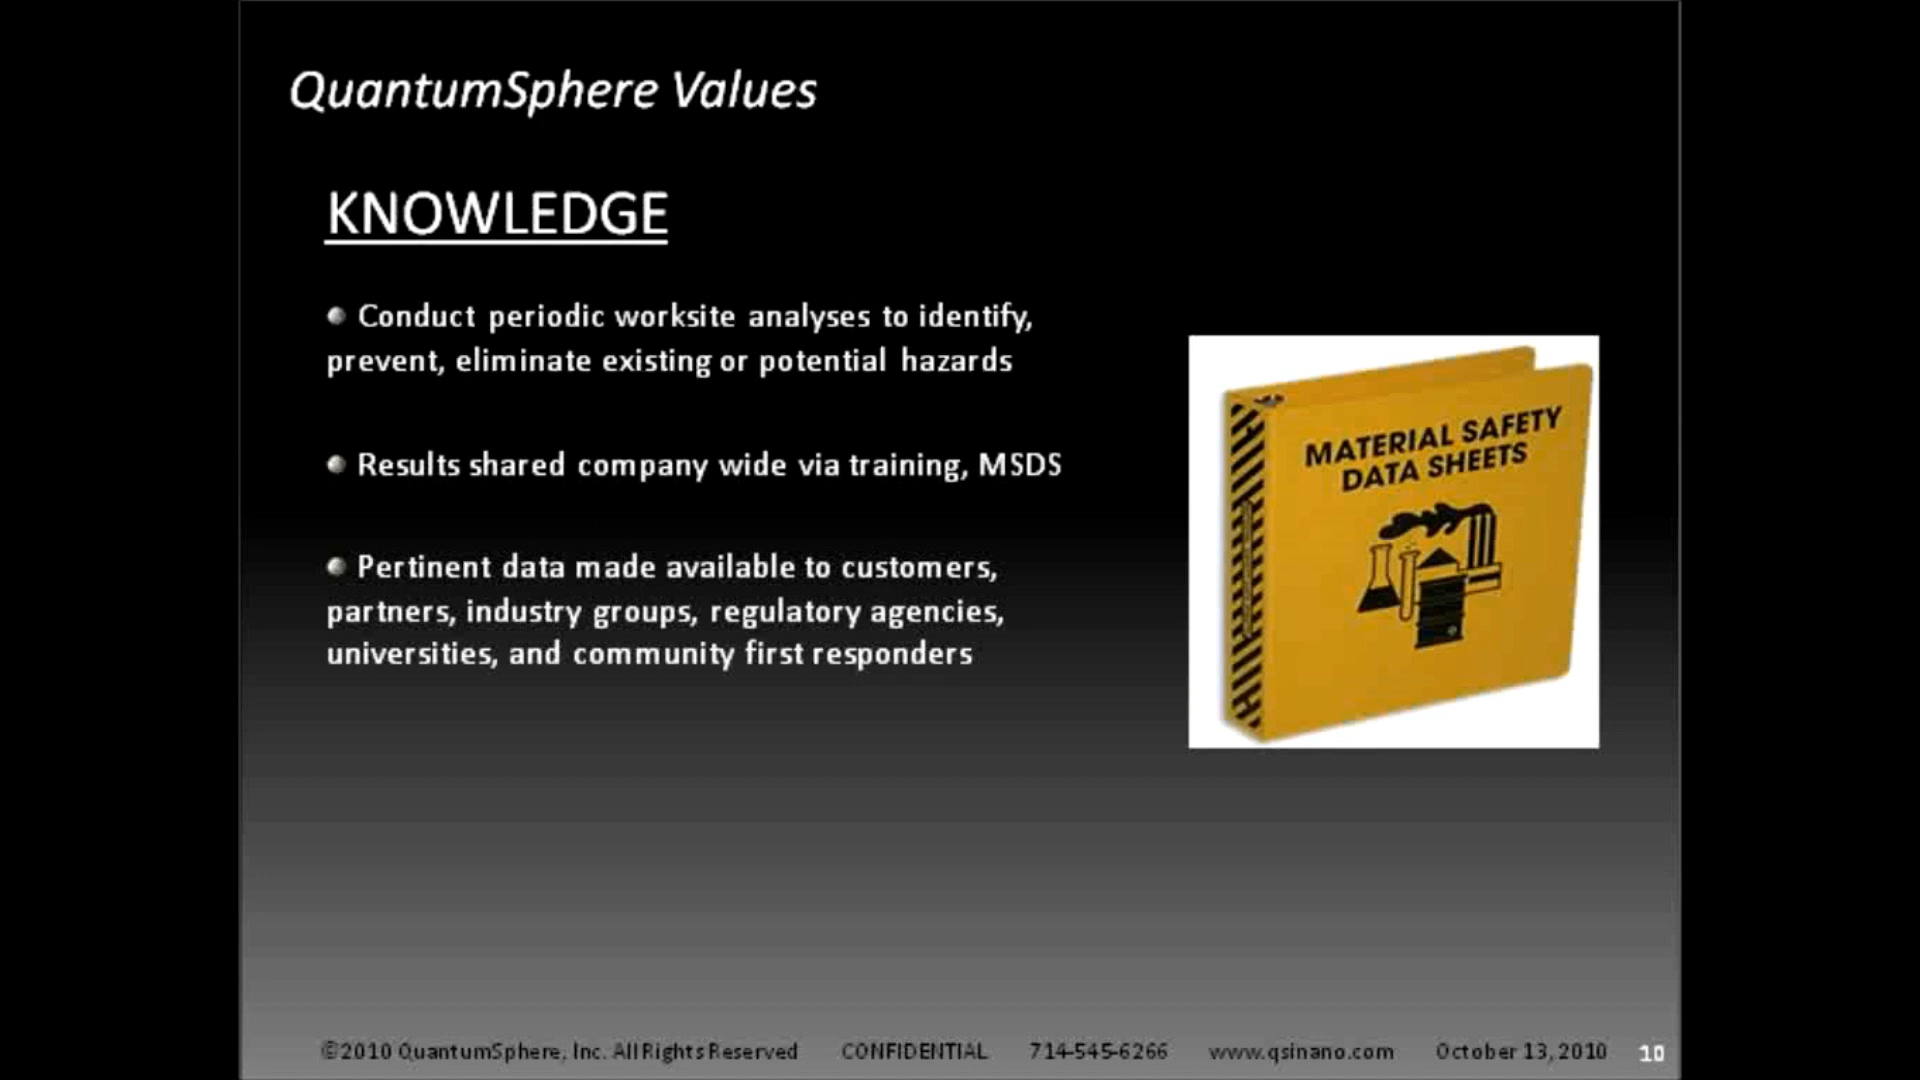 QuantumSphere Values
KNOWLEDGE
Conduct periodic worksite analyses to identify,
prevent, eliminate existing or potential hazards
Results shared company wide via training, MSDS
Pertinent data made available to customers,
partners, industry groups, regulatory agencies,
universities, and community first responders
MATERIAL SAFETY
DATA SHEETS
©2010 QuantumSphere, Inc. All Rights Reserved CONFIDENTIAL 714-545-6266 www.qsinano.com October 13, 2010 10